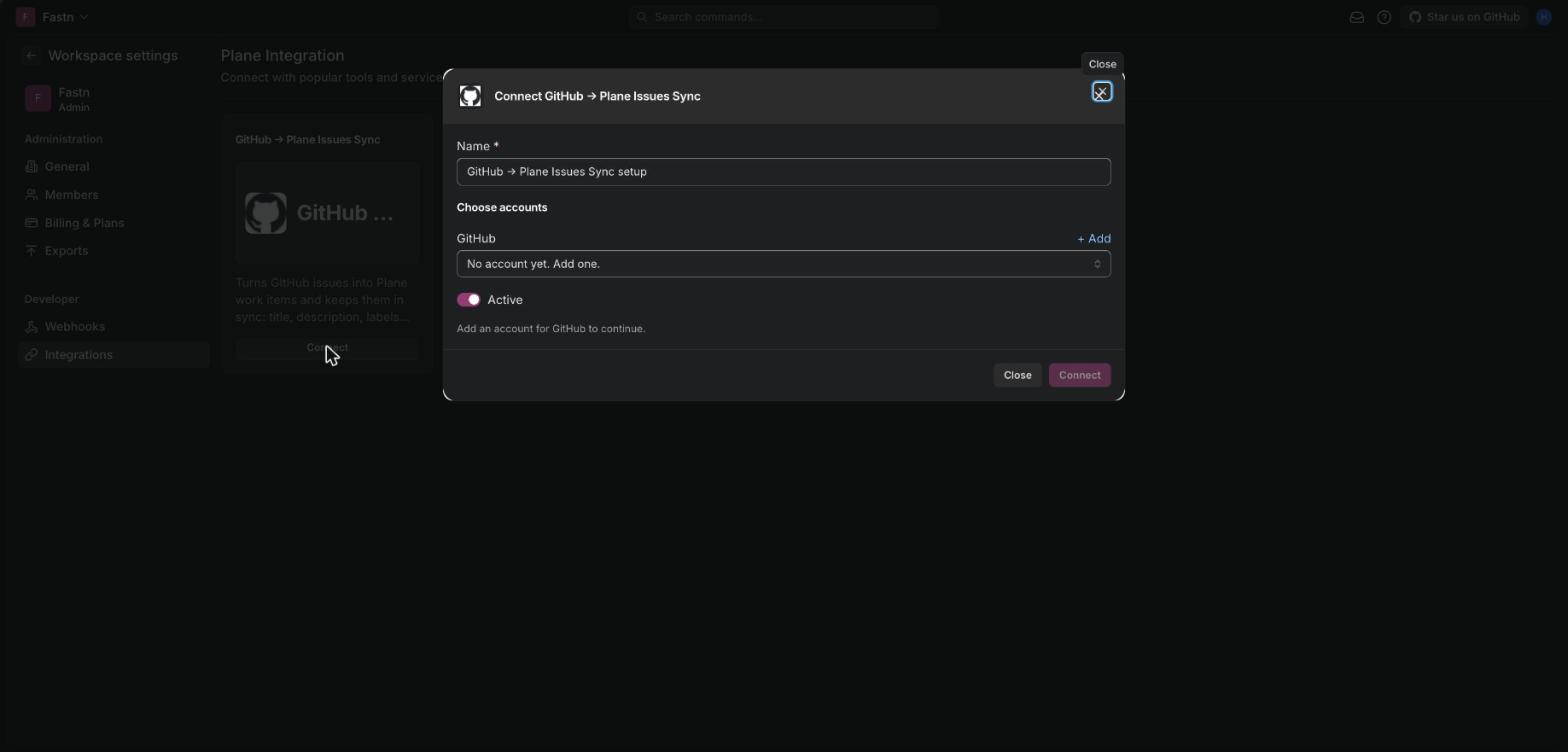 F Fastn
Search commands...
Star us on GitHub
H
Workspace settings
F
Fastn
Admin
Administration
General
Members
Billing & Plans
Exports
Developer
Webhooks
Integrations
Plane Integration
Connect with popular tools and service
GitHub → Plane Issues Sync
GitHub ...
Turns GitHub issues into Plane
work items and keeps them in
sync: title, description, labels...
Connect
Close
Connect GitHub → Plane Issues Sync
Name *
GitHub → Plane Issues Sync setup
Choose accounts
GitHub
+ Add
No account yet. Add one.
Active
Add an account for GitHub to continue.
Close
Connect